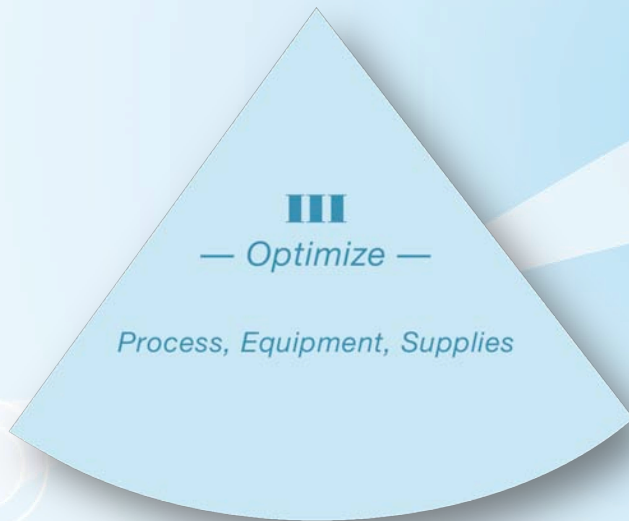 III
— Optimize —
Process, Equipment, Supplies